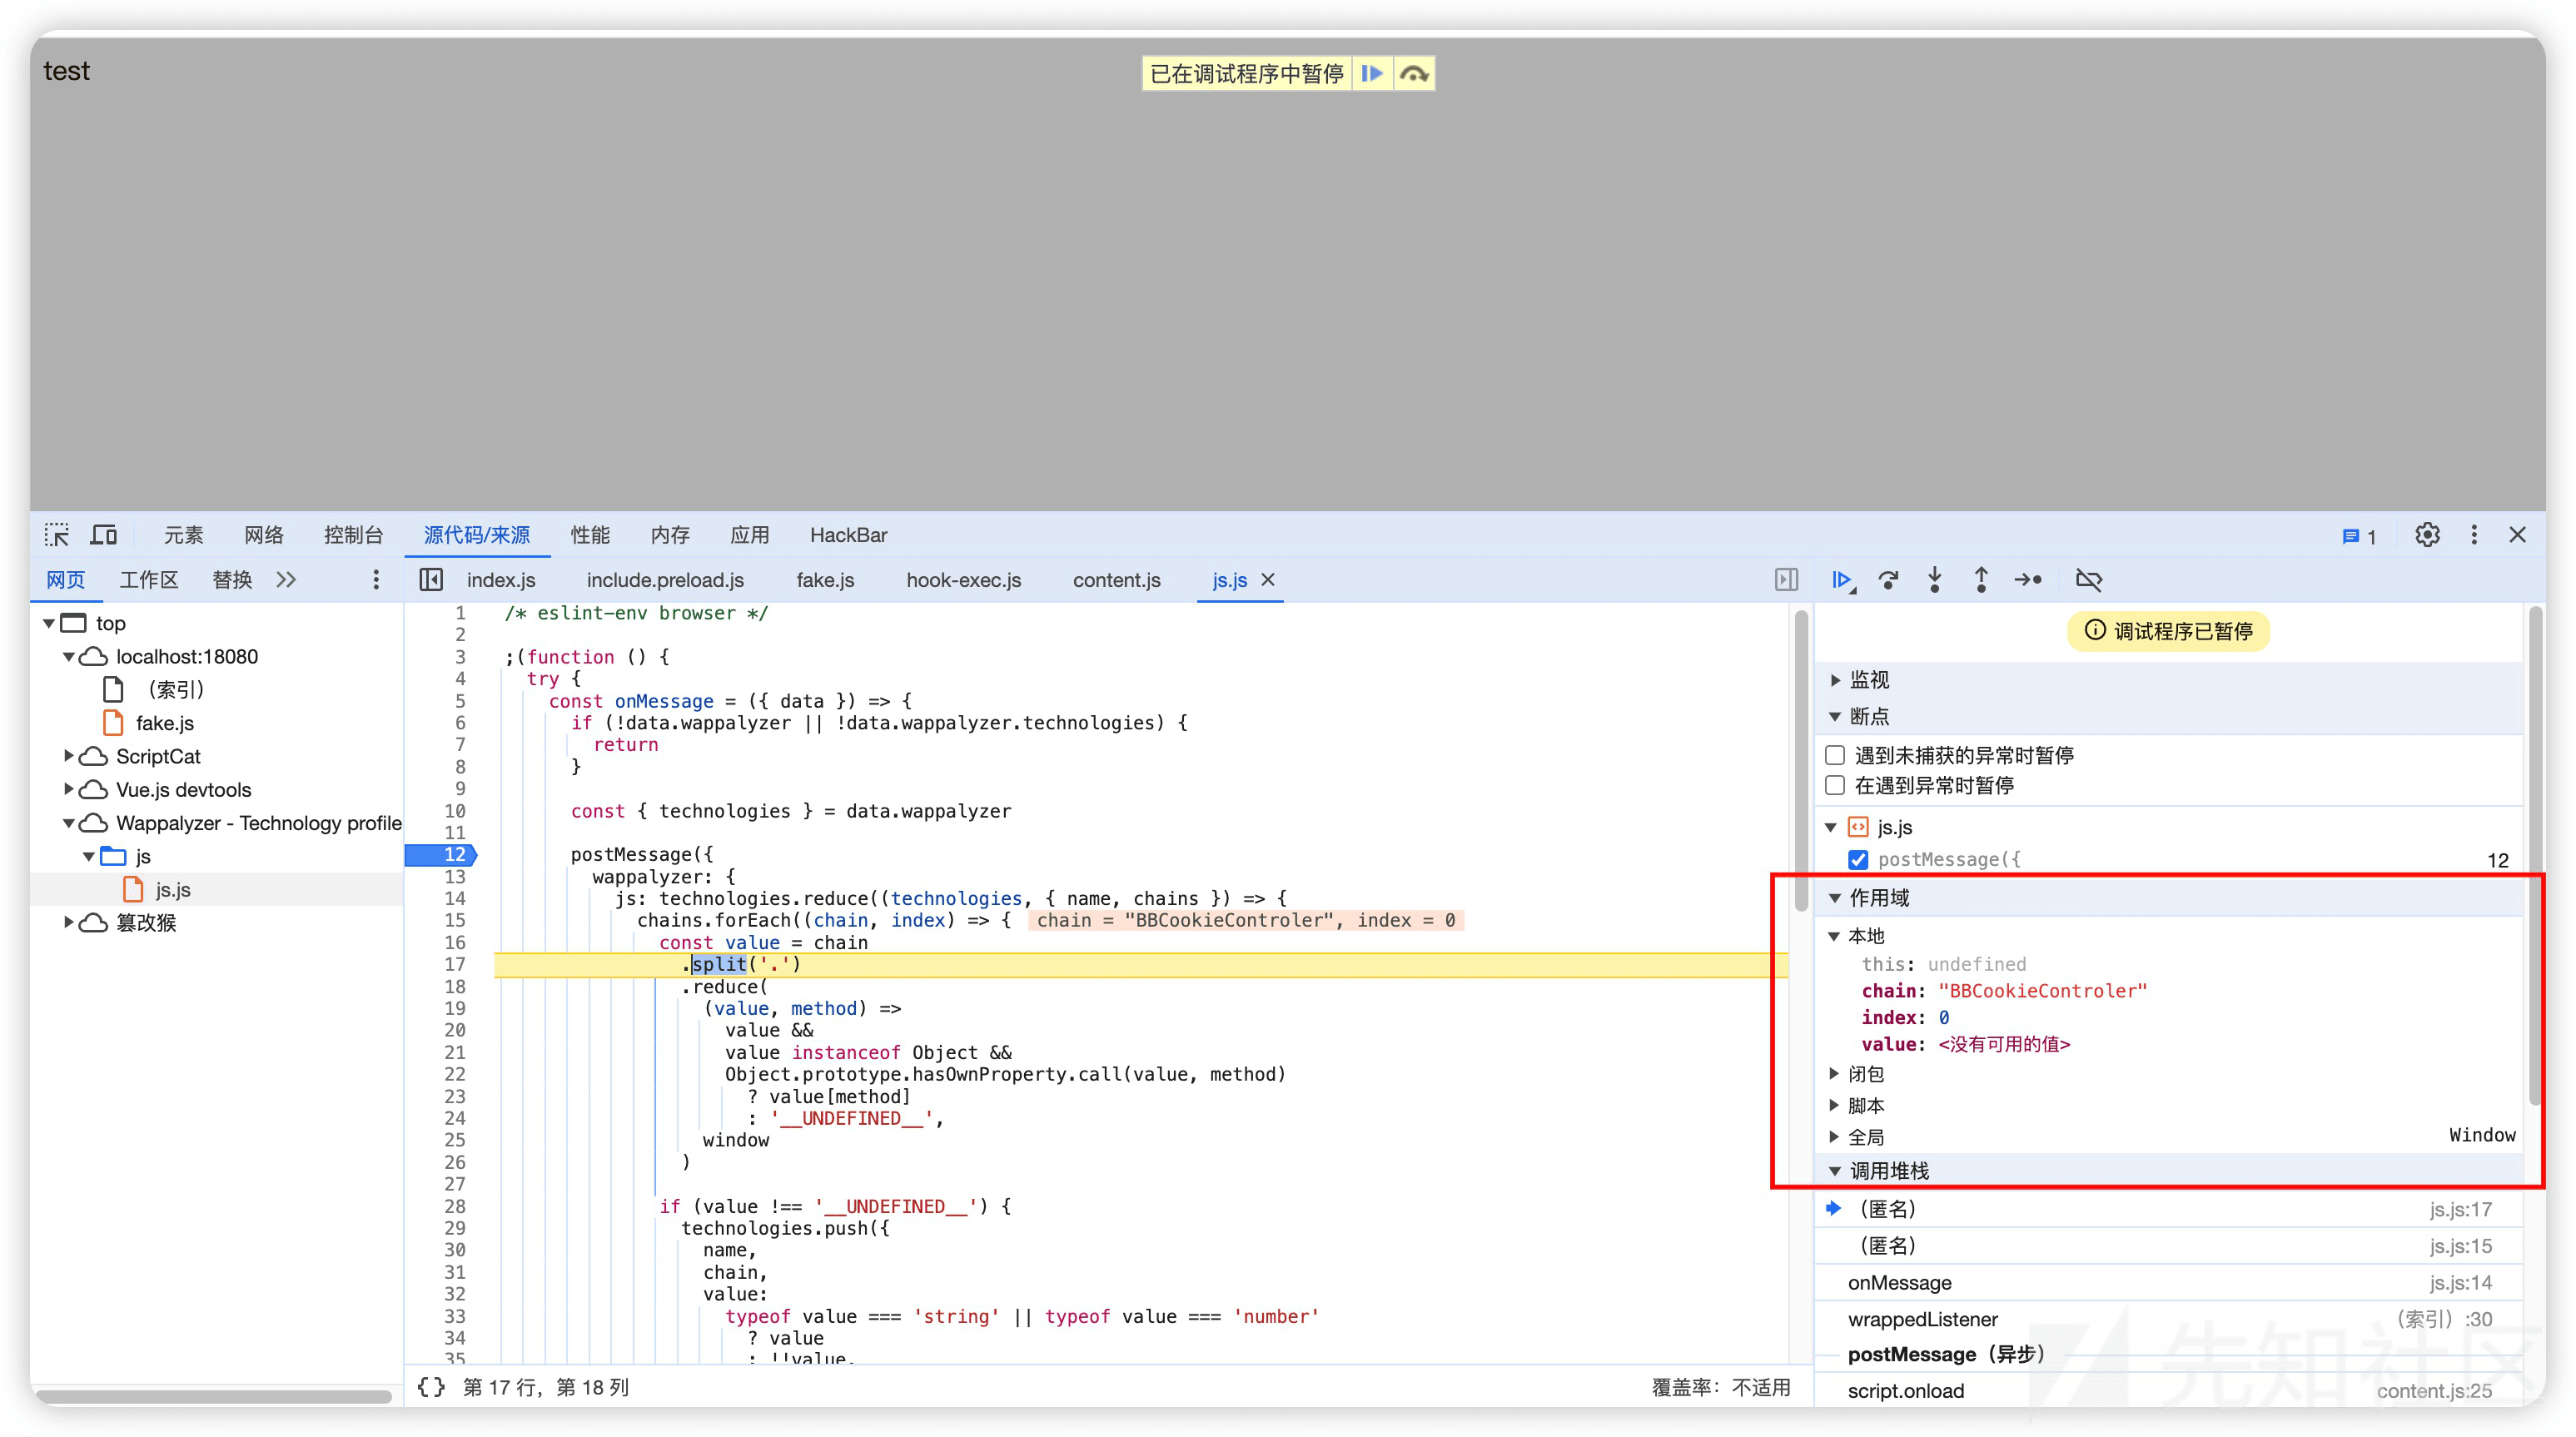 test
已在调试程序中暂停
元素 网络 控制台 源代码/来源 性能 内存 应用 HackBar 1
网页 工作区 替换
index.js include.preload.js fake.js hook-exec.js content.js js.js
top
localhost:18080
（索引）
fake.js
ScriptCat
Vue.js devtools
Wappalyzer - Technology profile
js
js.js
篡改猴
1 /* eslint-env browser */
2
3 ;(function () {
4 try {
5 const onMessage = ({ data }) => {
6 if (!data.wappalyzer || !data.wappalyzer.technologies) {
7 return
8 }
9
10 const { technologies } = data.wappalyzer
11
12 postMessage({
13 wappalyzer: {
14 js: technologies.reduce((technologies, { name, chains }) => {
15 chains.forEach((chain, index) => { chain = "BBCookieControler", index = 0
16 const value = chain
17 .split('.')
18 .reduce(
19 (value, method) =>
20 value &&
21 value instanceof Object &&
22 Object.prototype.hasOwnProperty.call(value, method)
23 ? value[method]
24 : '__UNDEFINED__',
25 window
26 )
27
28 if (value !== '__UNDEFINED__') {
29 technologies.push({
30 name,
31 chain,
32 value:
33 typeof value === 'string' || typeof value === 'number'
34 ? value
35 : !!value,
{} 第 17 行，第 18 列 覆盖率：不适用
调试程序已暂停
监视
断点
遇到未捕获的异常时暂停
在遇到异常时暂停
js.js
postMessage({ 12
作用域
本地
this: undefined
chain: "BBCookieControler"
index: 0
value: <没有可用的值>
闭包
脚本
全局 Window
调用堆栈
（匿名） js.js:17
（匿名） js.js:15
onMessage js.js:14
wrappedListener （索引）:30
postMessage（异步）
script.onload content.js:25
先知社区